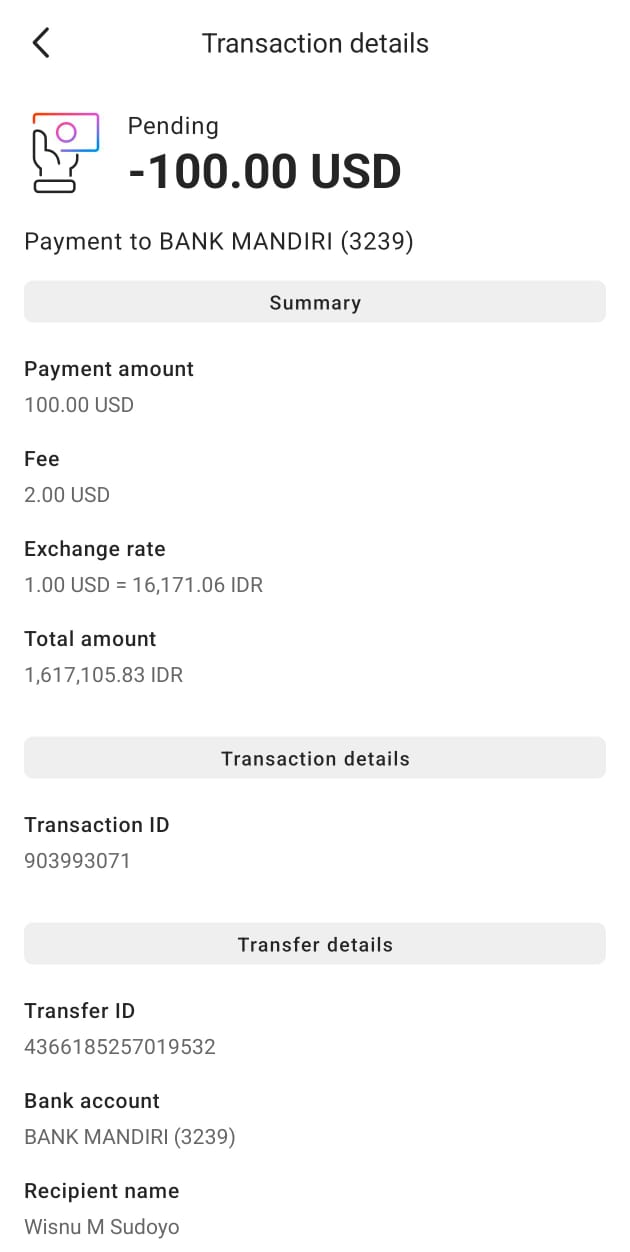 Transaction details
Pending
-100.00 USD
Payment to BANK MANDIRI (3239)
Summary
Payment amount
100.00 USD
Fee
2.00 USD
Exchange rate
1.00 USD = 16,171.06 IDR
Total amount
1,617,105.83 IDR
Transaction details
Transaction ID
903993071
Transfer details
Transfer ID
4366185257019532
Bank account
BANK MANDIRI (3239)
Recipient name
Wisnu M Sudoyo